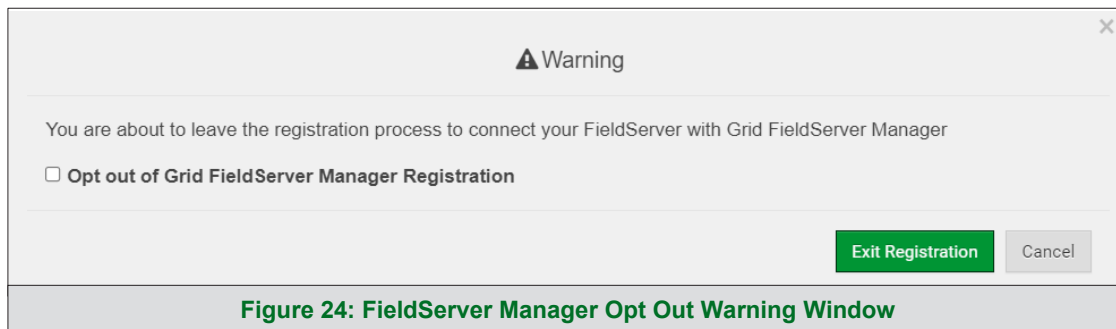 Warning
You are about to leave the registration process to connect your FieldServer with Grid FieldServer Manager
Opt out of Grid FieldServer Manager Registration
Exit Registration
Cancel
Figure 24: FieldServer Manager Opt Out Warning Window